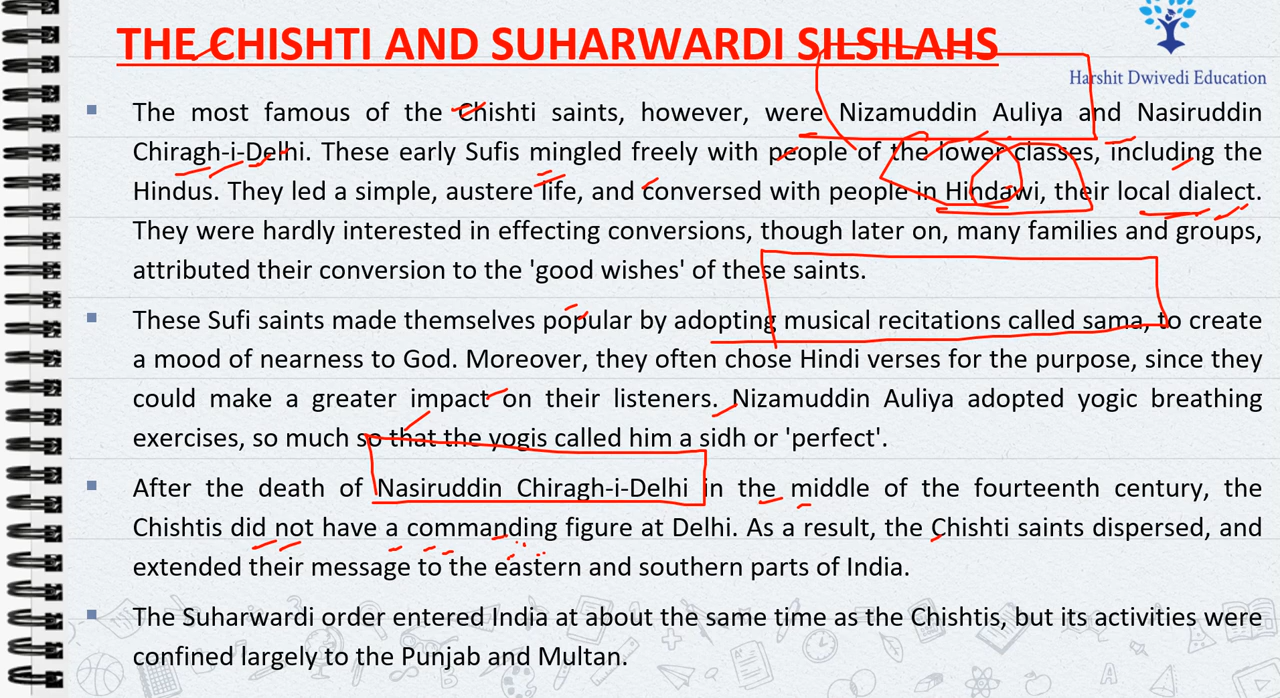 THE CHISHTI AND SUHARWARDI SILSILAHS
Harshit Dwivedi Education
▪ The most famous of the Chishti saints, however, were Nizamuddin Auliya and Nasiruddin
Chiragh-i-Delhi. These early Sufis mingled freely with people of the lower classes, including the
Hindus. They led a simple, austere life, and conversed with people in Hindawi, their local dialect.
They were hardly interested in effecting conversions, though later on, many families and groups,
attributed their conversion to the 'good wishes' of these saints.
▪ These Sufi saints made themselves popular by adopting musical recitations called sama, to create
a mood of nearness to God. Moreover, they often chose Hindi verses for the purpose, since they
could make a greater impact on their listeners. Nizamuddin Auliya adopted yogic breathing
exercises, so much so that the yogis called him a sidh or 'perfect'.
▪ After the death of Nasiruddin Chiragh-i-Delhi in the middle of the fourteenth century, the
Chishtis did not have a commanding figure at Delhi. As a result, the Chishti saints dispersed, and
extended their message to the eastern and southern parts of India.
▪ The Suharwardi order entered India at about the same time as the Chishtis, but its activities were
confined largely to the Punjab and Multan.